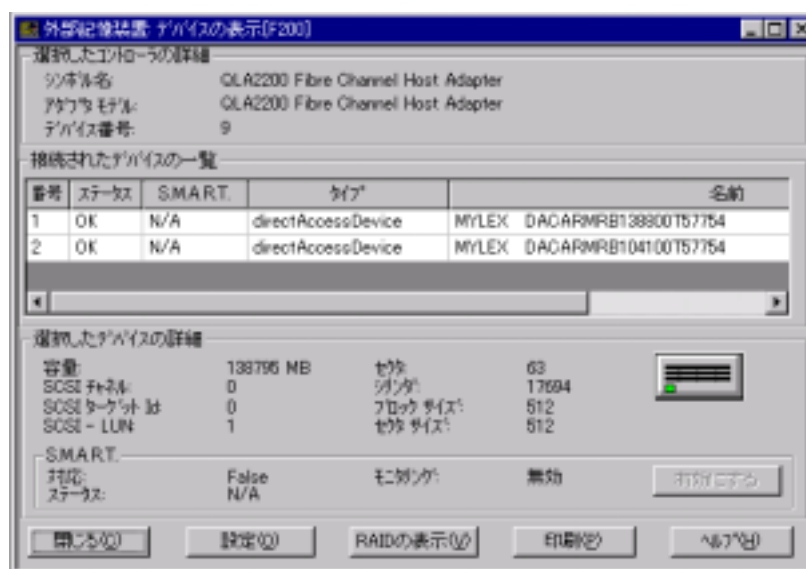 外部記憶装置: デバイスの表示[F200]
選択したコントローラの詳細
シンボル名: QLA2200 Fibre Channel Host Adapter
アダプタ モデル: QLA2200 Fibre Channel Host Adapter
デバイス番号: 9
接続されたデバイスの一覧
番号 ステータス S.M.A.R.T. タイプ 名前
1 OK N/A directAccessDevice MYLEX DACARMRB138800T57754
2 OK N/A directAccessDevice MYLEX DACARMRB104100T57754
選択したデバイスの詳細
容量: 138795 MB セクタ: 63
SCSI チャネル: 0 シリンダ: 17694
SCSI ターゲット Id: 0 ブロック サイズ: 512
SCSI - LUN: 1 セクタ サイズ: 512
S.M.A.R.T.
対応: False モニタリング: 無効 有効にする
ステータス: N/A
閉じる(C) 設定(O) RAIDの表示(V) 印刷(P) ヘルプ(H)